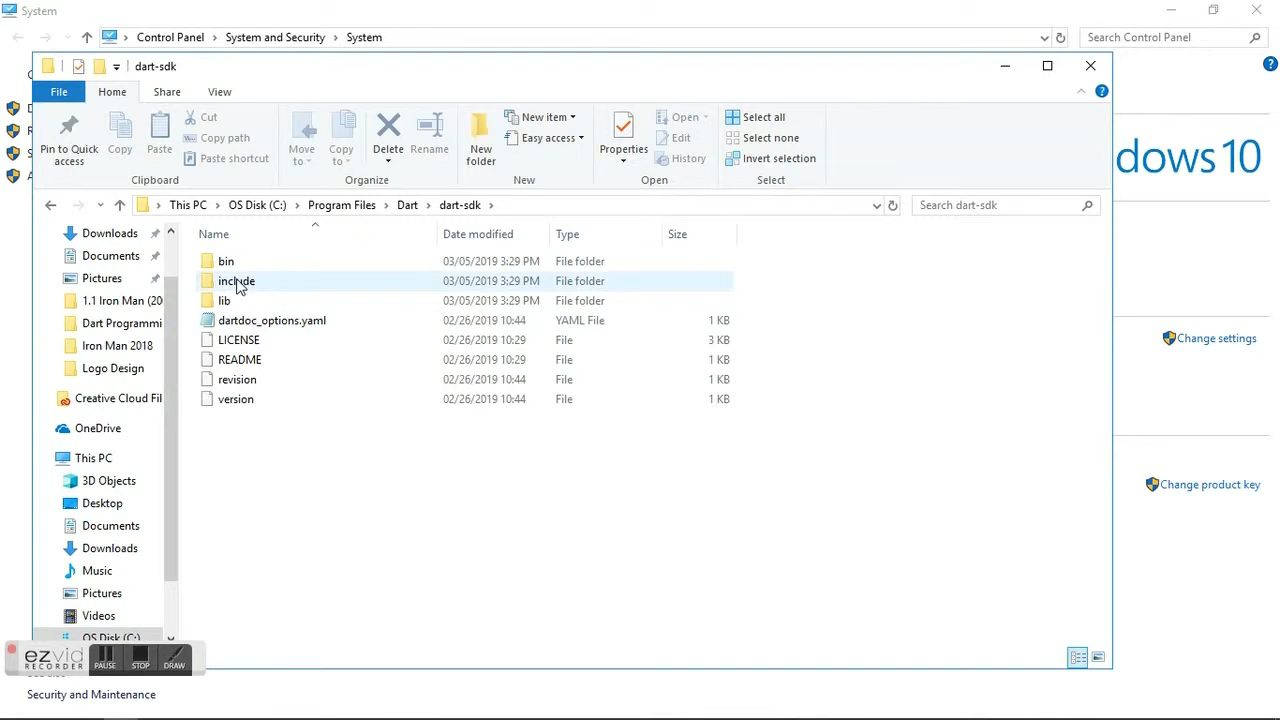 System
Control Panel System and Security System Search Control Panel
dart-sdk
File Home Share View
Pin to Quick access
Copy
Paste
Cut
Copy path
Paste shortcut
Clipboard
Move to
Copy to
Delete
Rename
Organize
New folder
New item
Easy access
New
Properties
Open
Edit
History
Open
Select all
Select none
Invert selection
Select
This PC OS Disk (C:) Program Files Dart dart-sdk Search dart-sdk
Name Date modified Type Size
bin 03/05/2019 3:29 PM File folder
include 03/05/2019 3:29 PM File folder
lib 03/05/2019 3:29 PM File folder
dartdoc_options.yaml 02/26/2019 10:44 YAML File 1 KB
LICENSE 02/26/2019 10:29 File 3 KB
README 02/26/2019 10:29 File 1 KB
revision 02/26/2019 10:44 File 1 KB
version 02/26/2019 10:44 File 1 KB
Downloads
Documents
Pictures
1.1 Iron Man (20
Dart Programmi
Iron Man 2018
Logo Design
Creative Cloud Fil
OneDrive
This PC
3D Objects
Desktop
Documents
Downloads
Music
Pictures
Videos
OS Disk (C:)
dows 10
Change settings
Change product key
ezvid
RECORDER
PAUSE STOP DRAW
Security and Maintenance